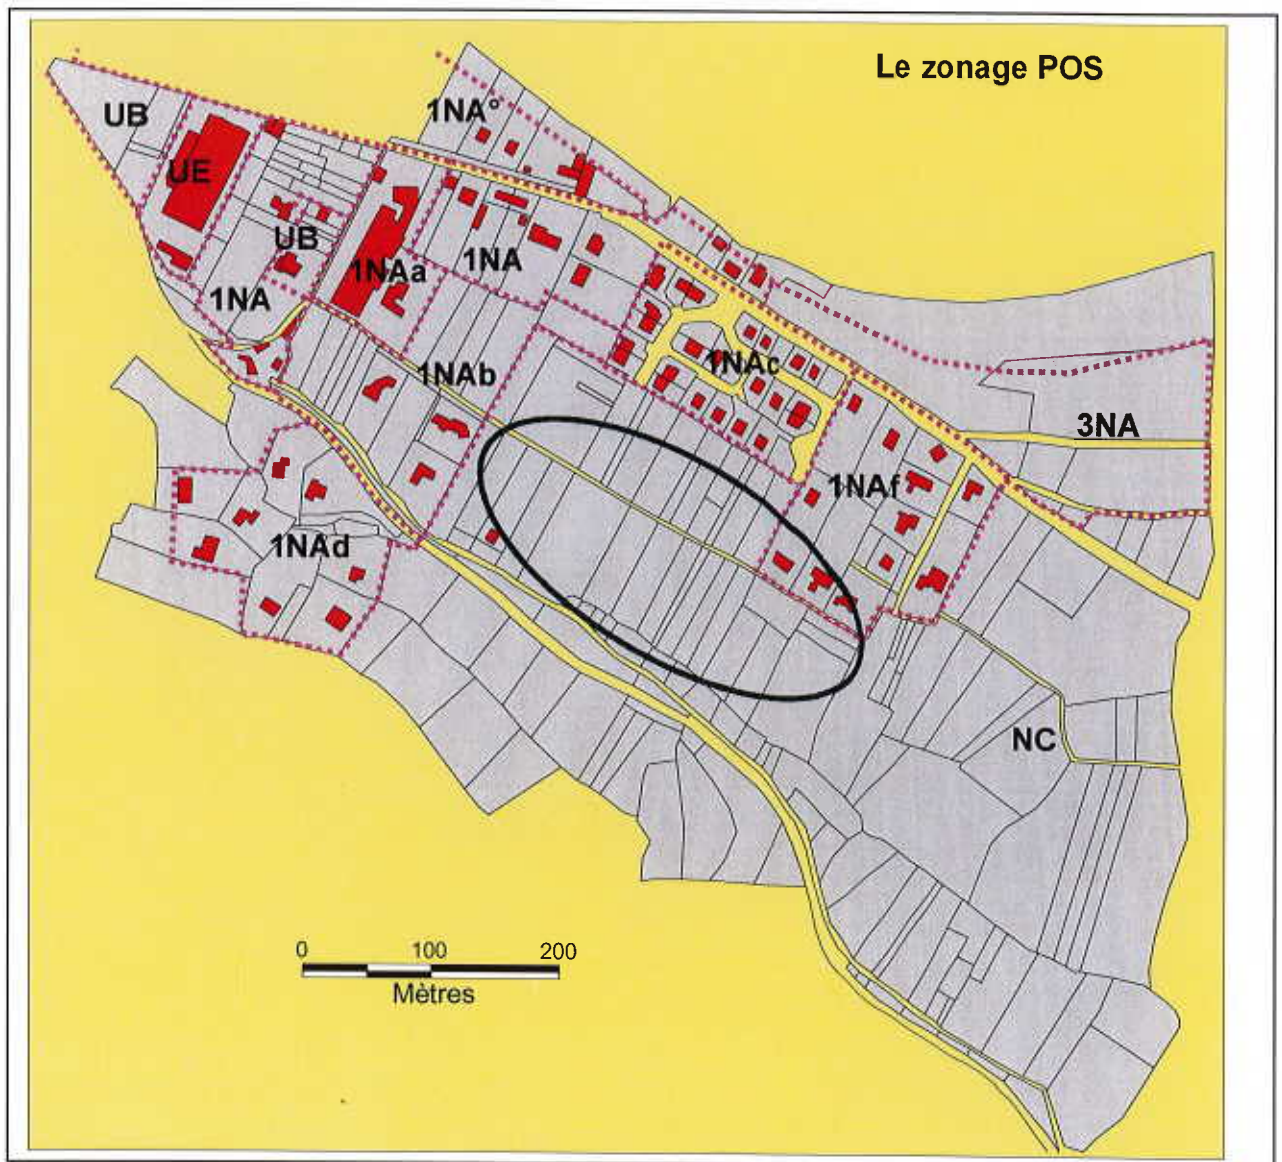 Le zonage POS
UB
1NA°
UE
UB
1NAa
1NA
1NA
1NAb
1NAc
3NA
1NAf
1NAd
NC
0 100 200
Mètres